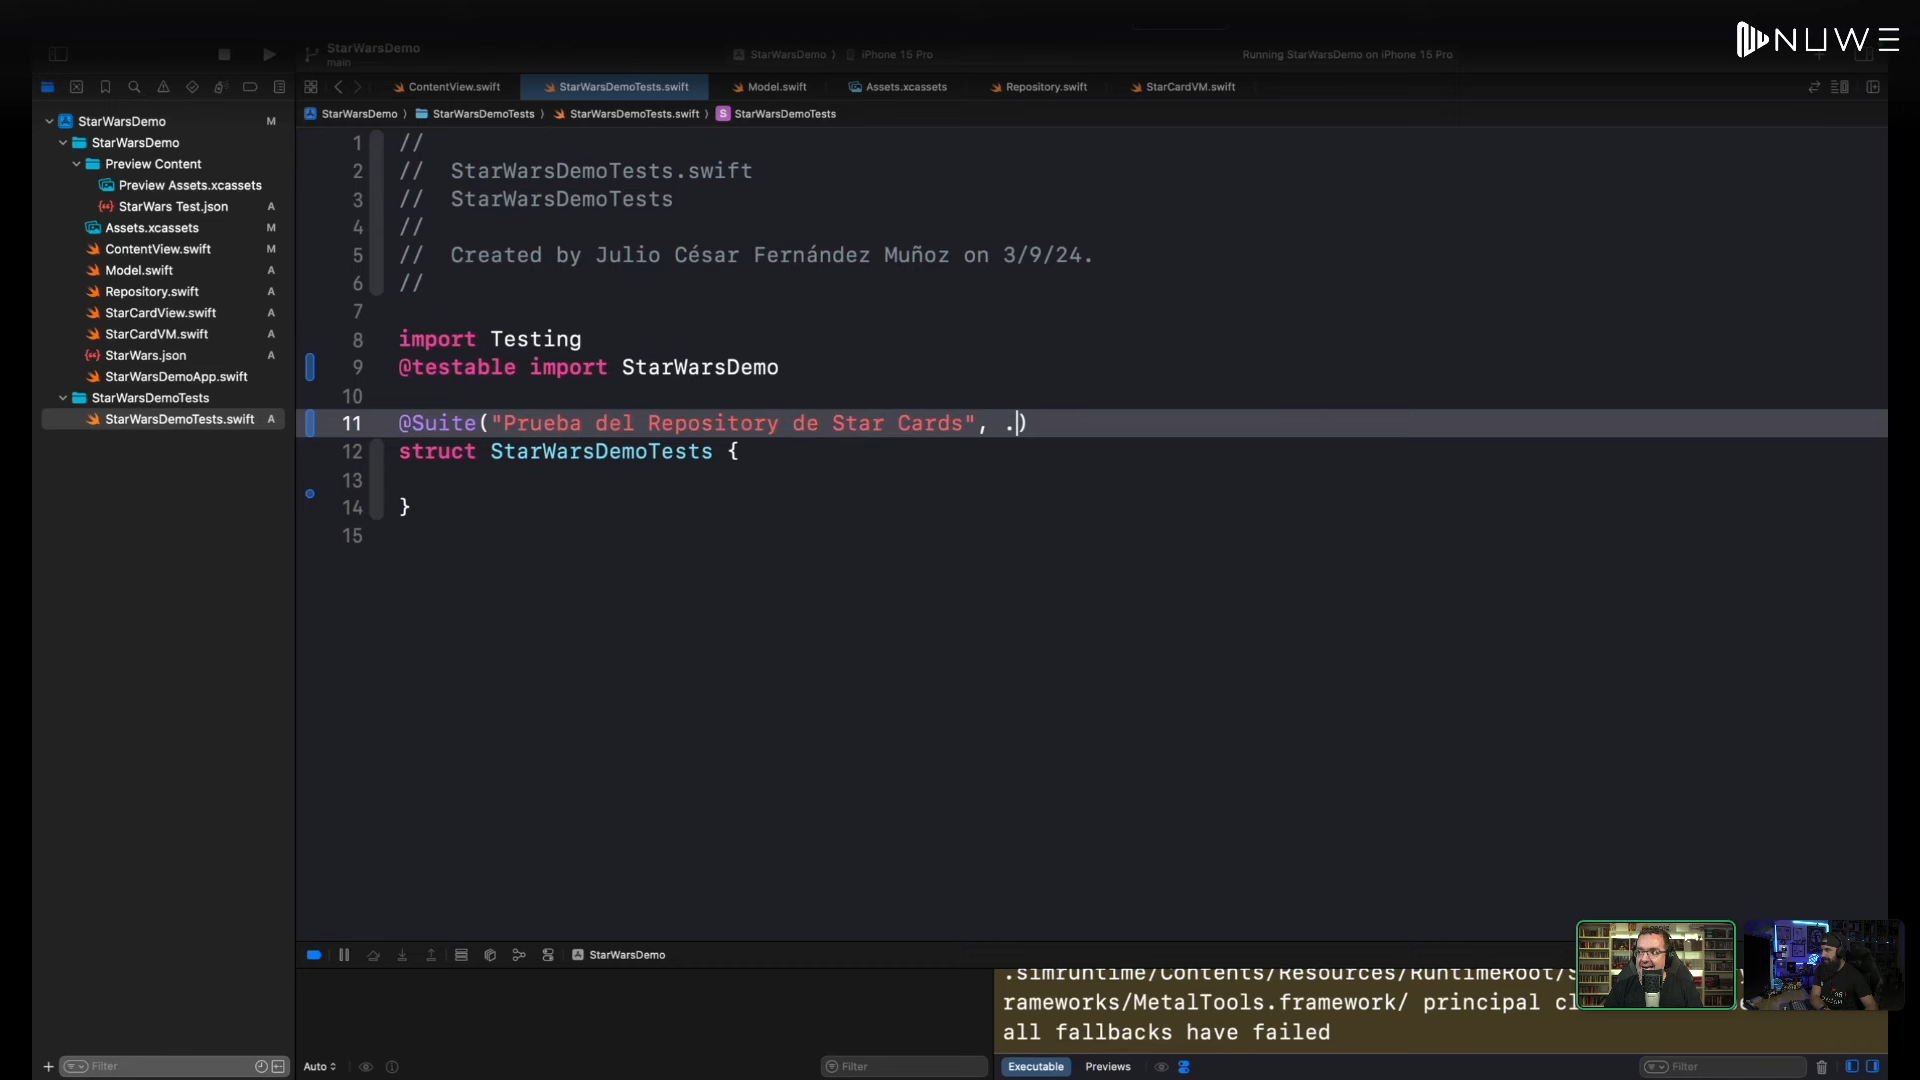 NUWE
StarWarsDemo
main
StarWarsDemo
iPhone 15 Pro
Running StarWarsDemo on iPhone 15 Pro
ContentView.swift
StarWarsDemoTests.swift
Model.swift
Assets.xcassets
Repository.swift
StarCardVM.swift
StarWarsDemo
StarWarsDemoTests
StarWarsDemoTests.swift
S StarWarsDemoTests
StarWarsDemo M
StarWarsDemo
Preview Content
Preview Assets.xcassets
StarWars Test.json A
Assets.xcassets M
ContentView.swift M
Model.swift A
Repository.swift A
StarCardView.swift A
StarCardVM.swift A
StarWars.json A
StarWarsDemoApp.swift
StarWarsDemoTests
StarWarsDemoTests.swift A
1 //
2 // StarWarsDemoTests.swift
3 // StarWarsDemoTests
4 //
5 // Created by Julio César Fernández Muñoz on 3/9/24.
6 //
7
8 import Testing
9 @testable import StarWarsDemo
10
11 @Suite("Prueba del Repository de Star Cards", .)
12 struct StarWarsDemoTests {
13
14 }
15
StarWarsDemo
.simruntime/Contents/Resources/RuntimeRoot/
rameworks/MetalTools.framework/ principal
all fallbacks have failed
Filter
Auto
Filter
Executable
Previews
Filter